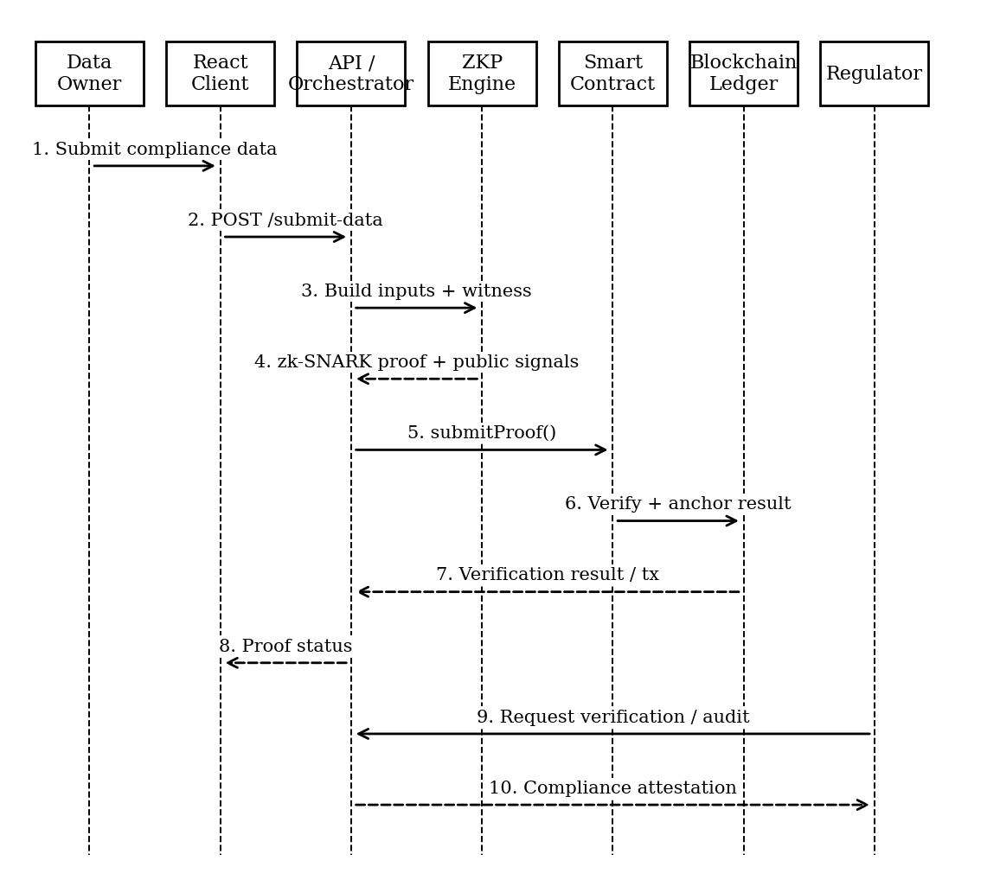 Data
Owner
React
Client
API /
Orchestrator
ZKP
Engine
Smart
Contract
Blockchain
Ledger
Regulator
1. Submit compliance data
2. POST /submit-data
3. Build inputs + witness
4. zk-SNARK proof + public signals
5. submitProof()
6. Verify + anchor result
7. Verification result / tx
8. Proof status
9. Request verification / audit
10. Compliance attestation